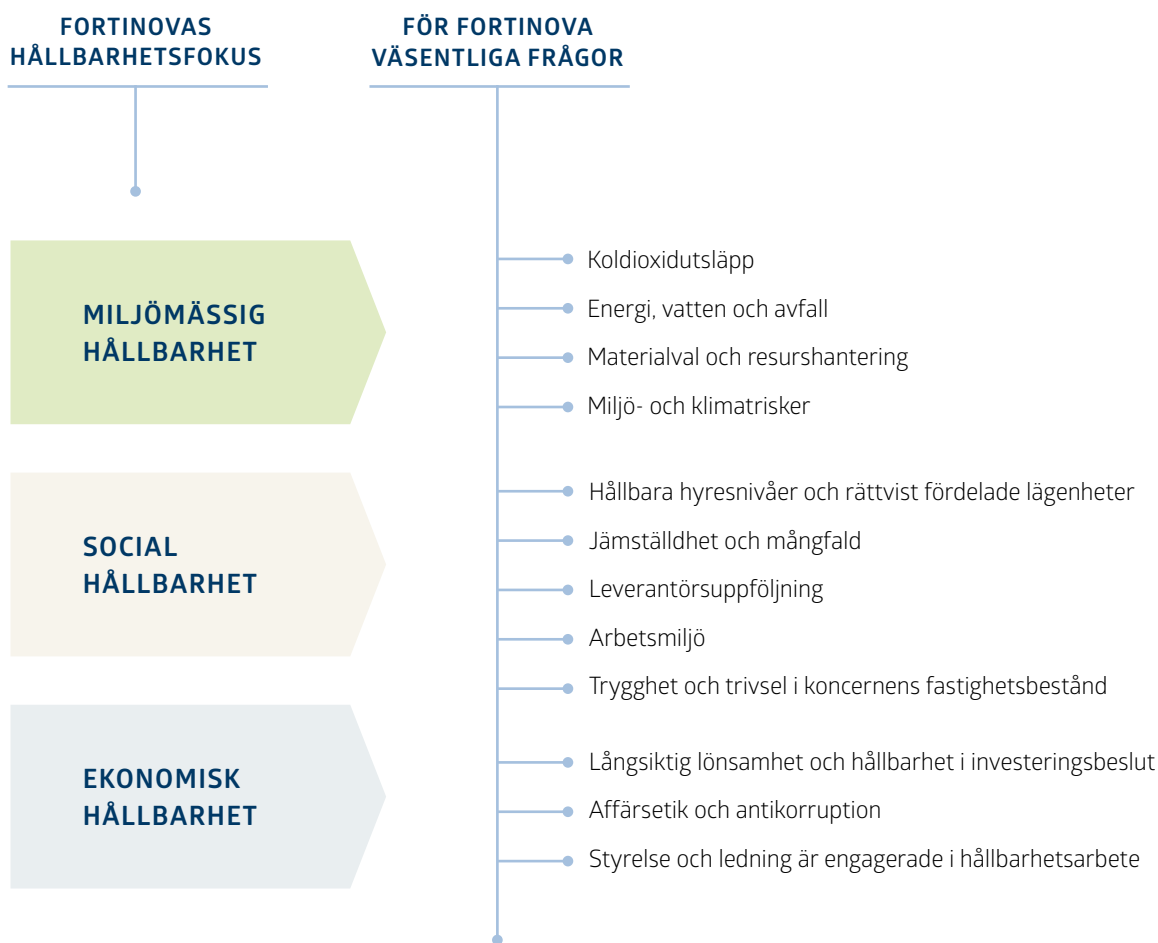 FORTINOVAS
HÅLLBARHETSFOKUS
FÖR FORTINOVA
VÄSENTLIGA FRÅGOR
MILJÖMÄSSIG
HÅLLBARHET
Koldioxidutsläpp
Energi, vatten och avfall
Materialval och resurshantering
Miljö- och klimatrisker
SOCIAL
HÅLLBARHET
Hållbara hyresnivåer och rättvist fördelade lägenheter
Jämställdhet och mångfald
Leverantörsuppföljning
Arbetsmiljö
Trygghet och trivsel i koncernens fastighetsbestånd
EKONOMISK
HÅLLBARHET
Långsiktig lönsamhet och hållbarhet i investeringsbeslut
Affärsetik och antikorruption
Styrelse och ledning är engagerade i hållbarhetsarbete